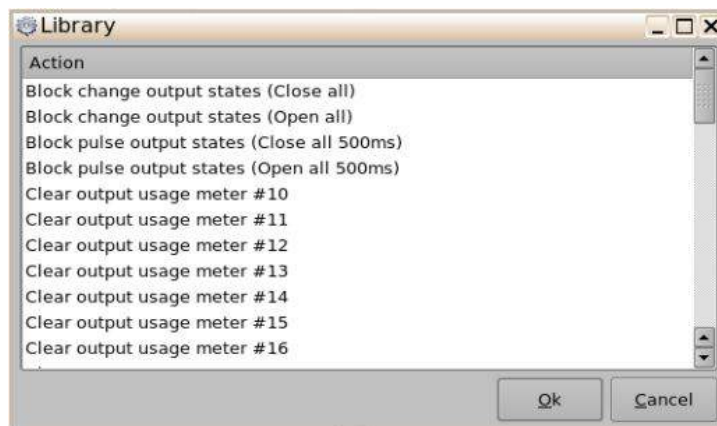 Library
Action
Block change output states (Close all)
Block change output states (Open all)
Block pulse output states (Close all 500ms)
Block pulse output states (Open all 500ms)
Clear output usage meter #10
Clear output usage meter #11
Clear output usage meter #12
Clear output usage meter #13
Clear output usage meter #14
Clear output usage meter #15
Clear output usage meter #16
Ok Cancel